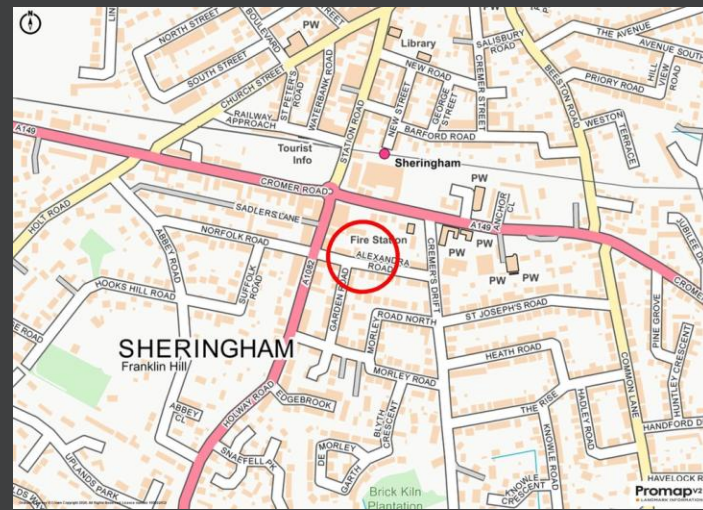 NORTH STREET
BOULEVARD
PW
SOUTH STREET
CHURCH STREET
ST PETER'S ROAD
WATERBANK ROAD
RAILWAY APPROACH
STATION ROAD
Tourist Info
Library
NEW ROAD
NEW STREET
GEORGE STREET
CREMER STREET
PW
SALISBURY ROAD
BARFORD ROAD
Sheringham
THE AVENUE
AVENUE SOUTH
BEESTON ROAD
PRIORY ROAD
HILL VIEW ROAD
WESTON TERRACE
A149
CROMER ROAD
HOLT ROAD
SADLERS LANE
NORFOLK ROAD
ABBEY ROAD
HOOKS HILL ROAD
SUFFOLK ROAD
A1082
Fire Station
ALEXANDRA ROAD
GARDEN ROAD
CREMER'S DRIFT
PW
ANCHOR CL
A149
PW
PW
PW
PW
JUBILEE
CROMER
ST JOSEPH'S ROAD
MORLEY ROAD NORTH
PINE GROVE
HUNTLEY CRESCENT
SHERINGHAM
Franklin Hill
MORLEY ROAD
HEATH ROAD
COMMON LANE
HOLWAY ROAD
EDGEBROOK
ABBEY CL
BLYTH CRESCENT
THE RISE
HADLEY ROAD
HANDFORD
SNAEFELL PK
DE MORLEY GARTH
KNOWLE ROAD
KNOWLE CRESCENT
UPLANDS PARK
HAVELOCK
Brick Kiln Plantation
Promap V2
LANDMARK INFORMATION